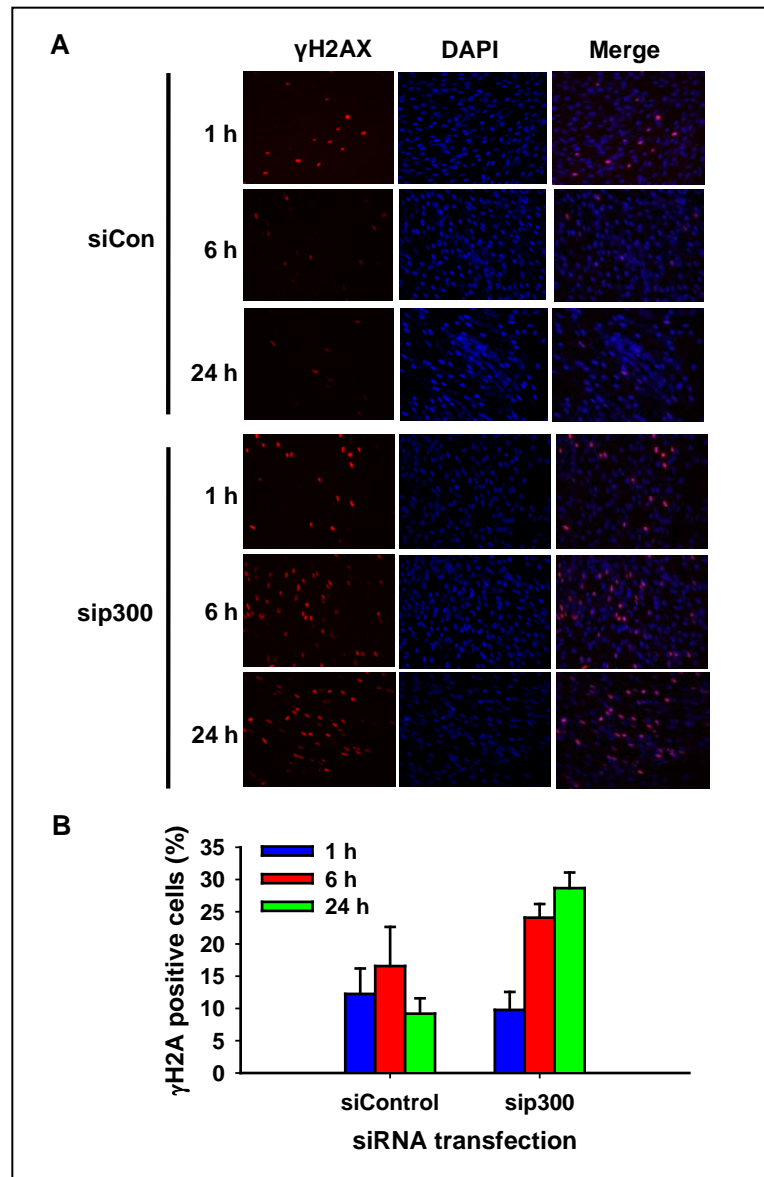 A
γH2AX DAPI Merge
1 h
siCon
6 h
24 h
1 h
sip300
6 h
24 h
B
γH2A positive cells (%)
35
30
25
20
15
10
5
0
1 h
6 h
24 h
siControl sip300
siRNA transfection